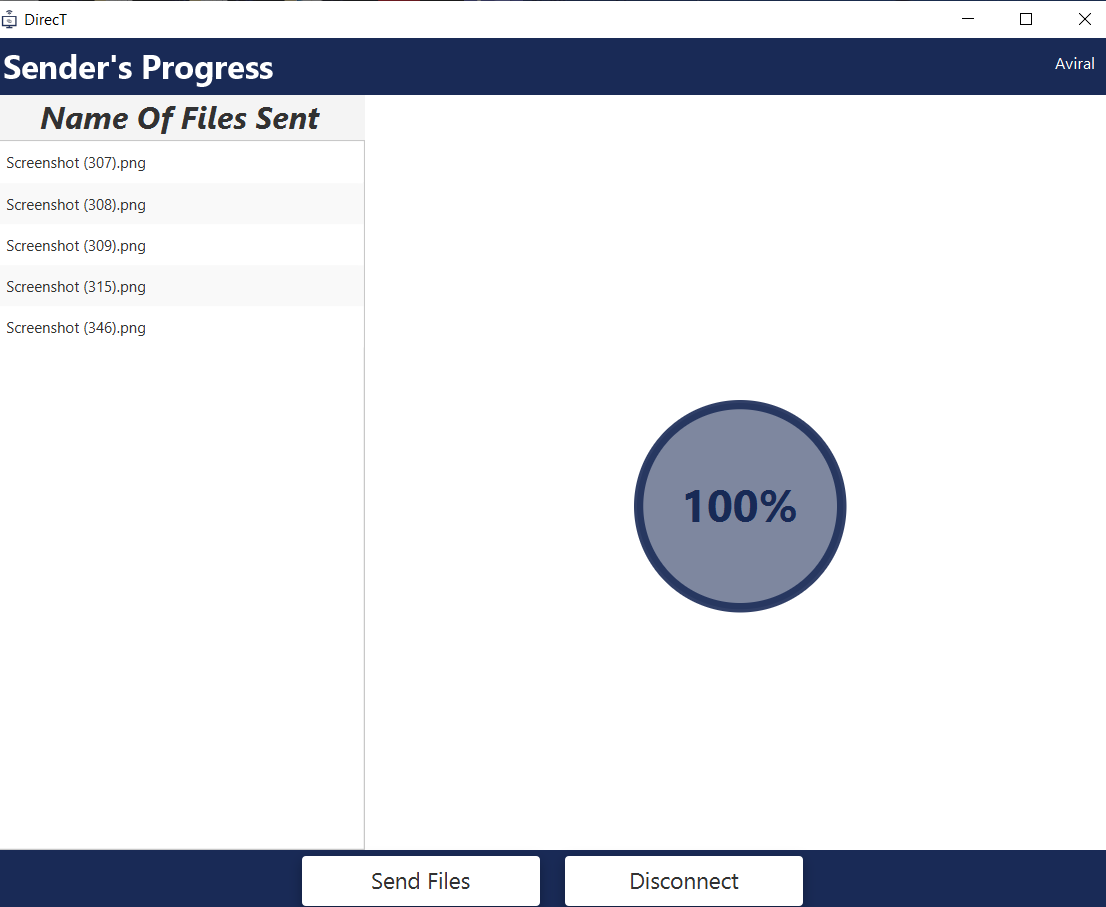 DirecT
Sender's Progress
Aviral
Name Of Files Sent
Screenshot (307).png
Screenshot (308).png
Screenshot (309).png
Screenshot (315).png
Screenshot (346).png
100%
Send Files
Disconnect